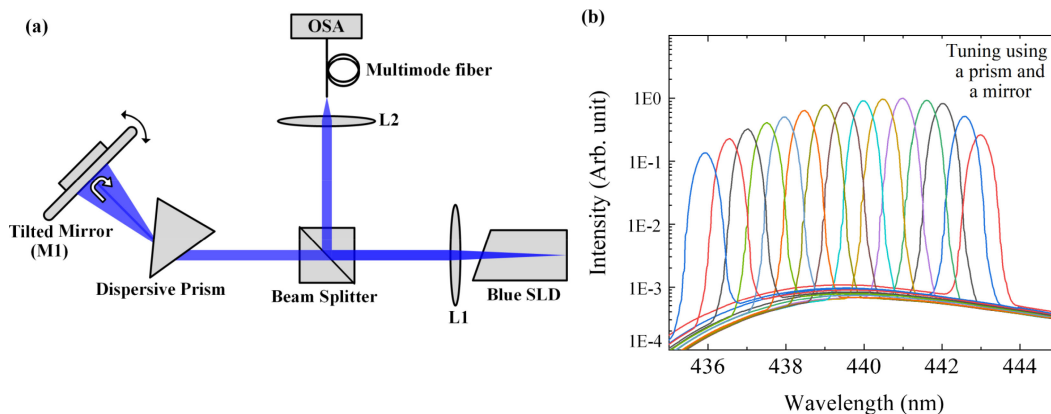 (a)
OSA
Multimode fiber
L2
Tilted Mirror
(M1)
Dispersive Prism
Beam Splitter
L1
Blue SLD
(b)
Tuning using
a prism and
a mirror
Intensity (Arb. unit)
1E0
1E-1
1E-2
1E-3
1E-4
436 438 440 442 444
Wavelength (nm)